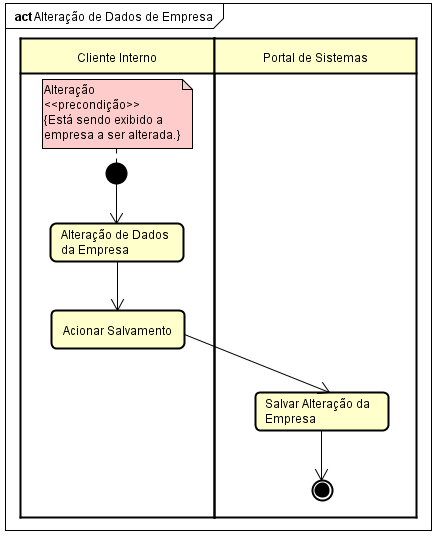 act Alteração de Dados de Empresa
Cliente Interno
Portal de Sistemas
Alteração
<<precondição>>
{Está sendo exibido a
empresa a ser alterada.}
Alteração de Dados
da Empresa
Acionar Salvamento
Salvar Alteração da
Empresa